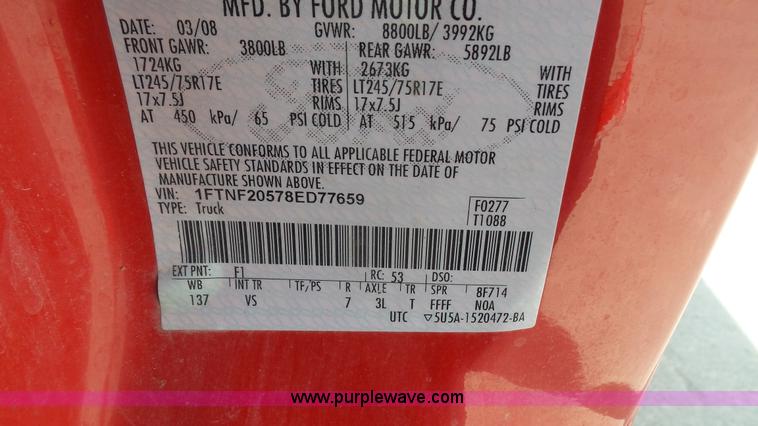 MFD. BY FORD MOTOR CO.
DATE: 03/08 GVWR: 8800LB/ 3992KG
FRONT GAWR: 3800LB REAR GAWR: 5892LB
1724KG WITH 2673KG WITH
LT245/75R17E TIRES LT245/75R17E TIRES
17x7.5J RIMS 17x7.5J RIMS
AT 450 kPa/ 65 PSI COLD AT 515 kPa/ 75 PSI COLD
THIS VEHICLE CONFORMS TO ALL APPLICABLE FEDERAL MOTOR
VEHICLE SAFETY STANDARDS IN EFFECT ON THE DATE OF
MANUFACTURE SHOWN ABOVE.
VIN: 1FTNF20578ED77659 F0277
TYPE: Truck T1088
EXT PNT: F1 RC: 53 DSO:
WB INT TR TP/PS R AXLE TR SPR 8F714
137 VS 7 3L T FFFF NOA
UTC ▽5U5A-1520472-BA
www.purplewave.com